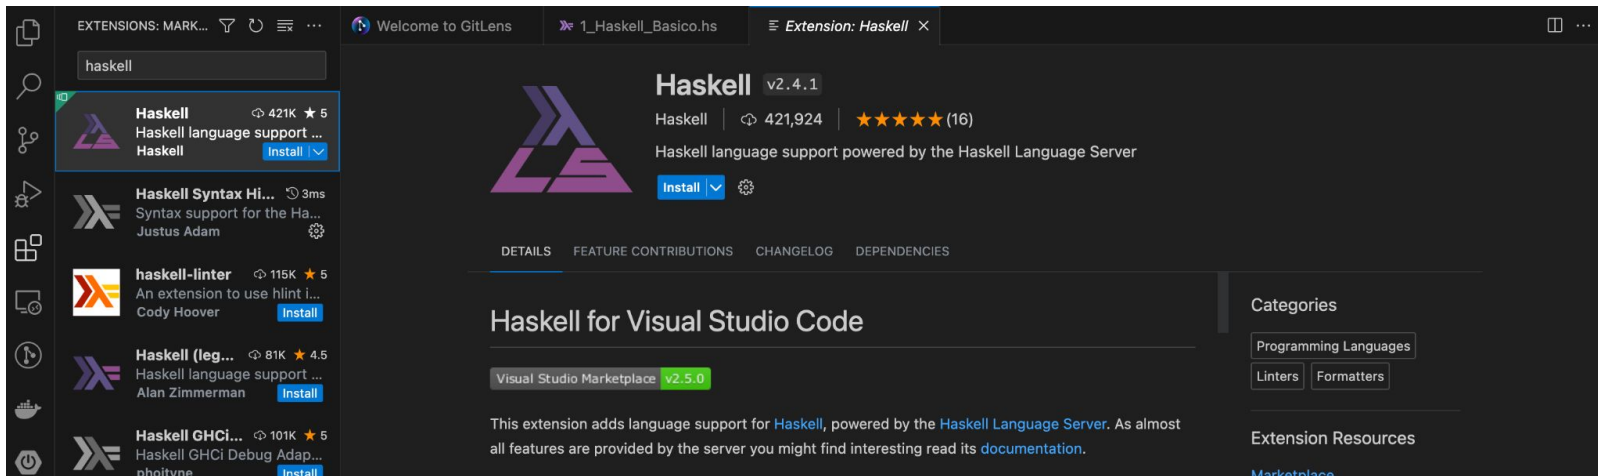 EXTENSIONS: MARK...
haskell
Haskell 421K ★ 5
Haskell language support ...
Haskell Install
Haskell Syntax Hi... 3ms
Syntax support for the Ha...
Justus Adam
haskell-linter 115K ★ 5
An extension to use hlint i...
Cody Hoover Install
Haskell (leg... 81K ★ 4.5
Haskell language support ...
Alan Zimmerman Install
Haskell GHCi... 101K ★ 5
Haskell GHCi Debug Adap...
phoityne Install
Welcome to GitLens 1_Haskell_Basico.hs Extension: Haskell
Haskell v2.4.1
Haskell 421,924 ★★★★★ (16)
Haskell language support powered by the Haskell Language Server
Install
DETAILS FEATURE CONTRIBUTIONS CHANGELOG DEPENDENCIES
Haskell for Visual Studio Code
Visual Studio Marketplace v2.5.0
This extension adds language support for Haskell, powered by the Haskell Language Server. As almost
all features are provided by the server you might find interesting read its documentation.
Categories
Programming Languages
Linters Formatters
Extension Resources
Marketplace